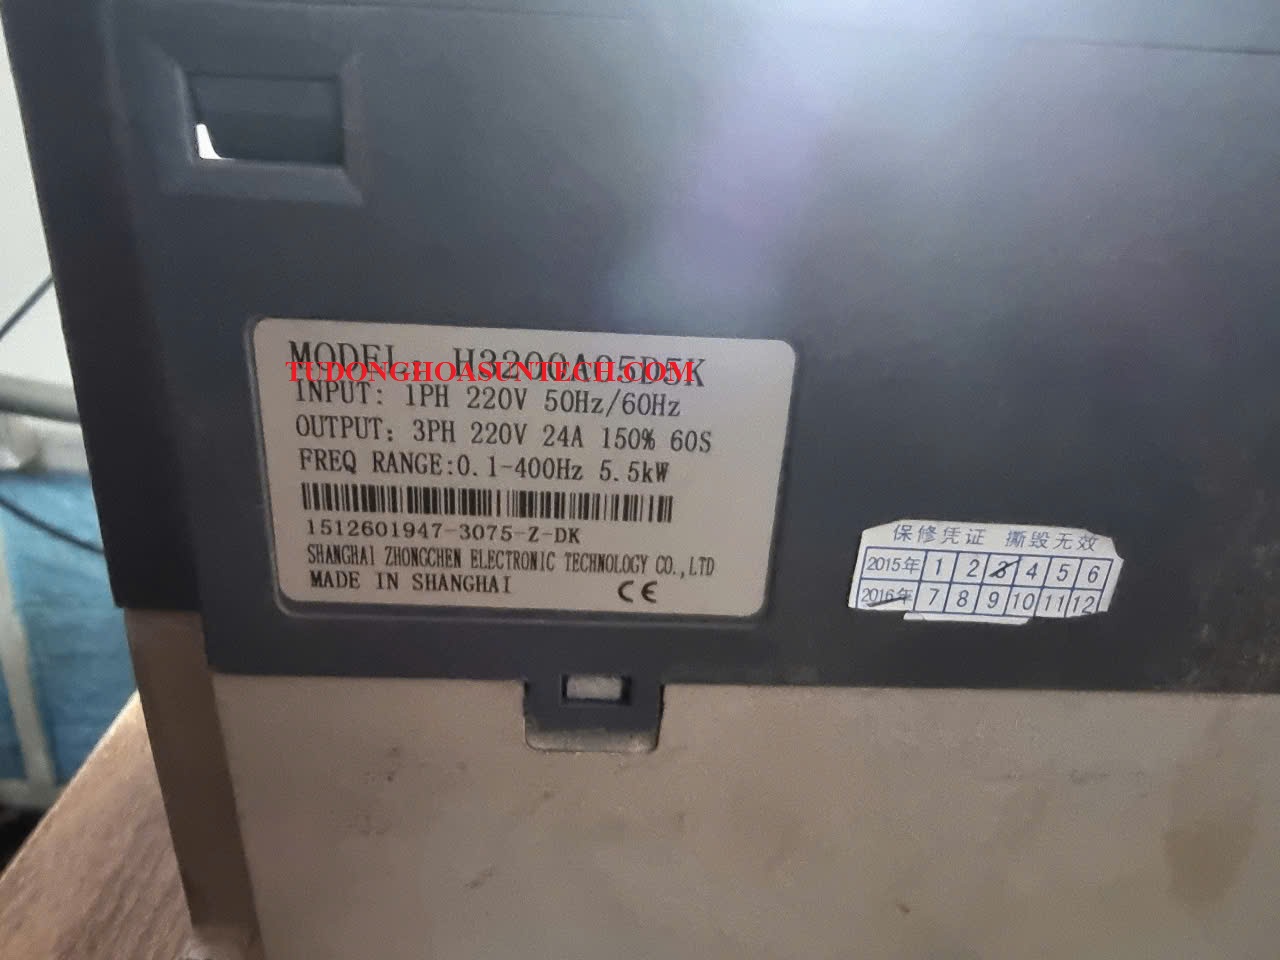 MODEL: H3200A05D5K
TUDONGHOASUNTECH.COM
INPUT: 1PH 220V 50Hz/60Hz
OUTPUT: 3PH 220V 24A 150% 60S
FREQ RANGE:0.1-400Hz 5.5kW
1512601947-3075-Z-DK
SHANGHAI ZHONGCHEN ELECTRONIC TECHNOLOGY CO.,LTD
MADE IN SHANGHAI CE
保修凭证 撕毁无效
2015年 1 2 3 4 5 6
2016年 7 8 9 10 11 12